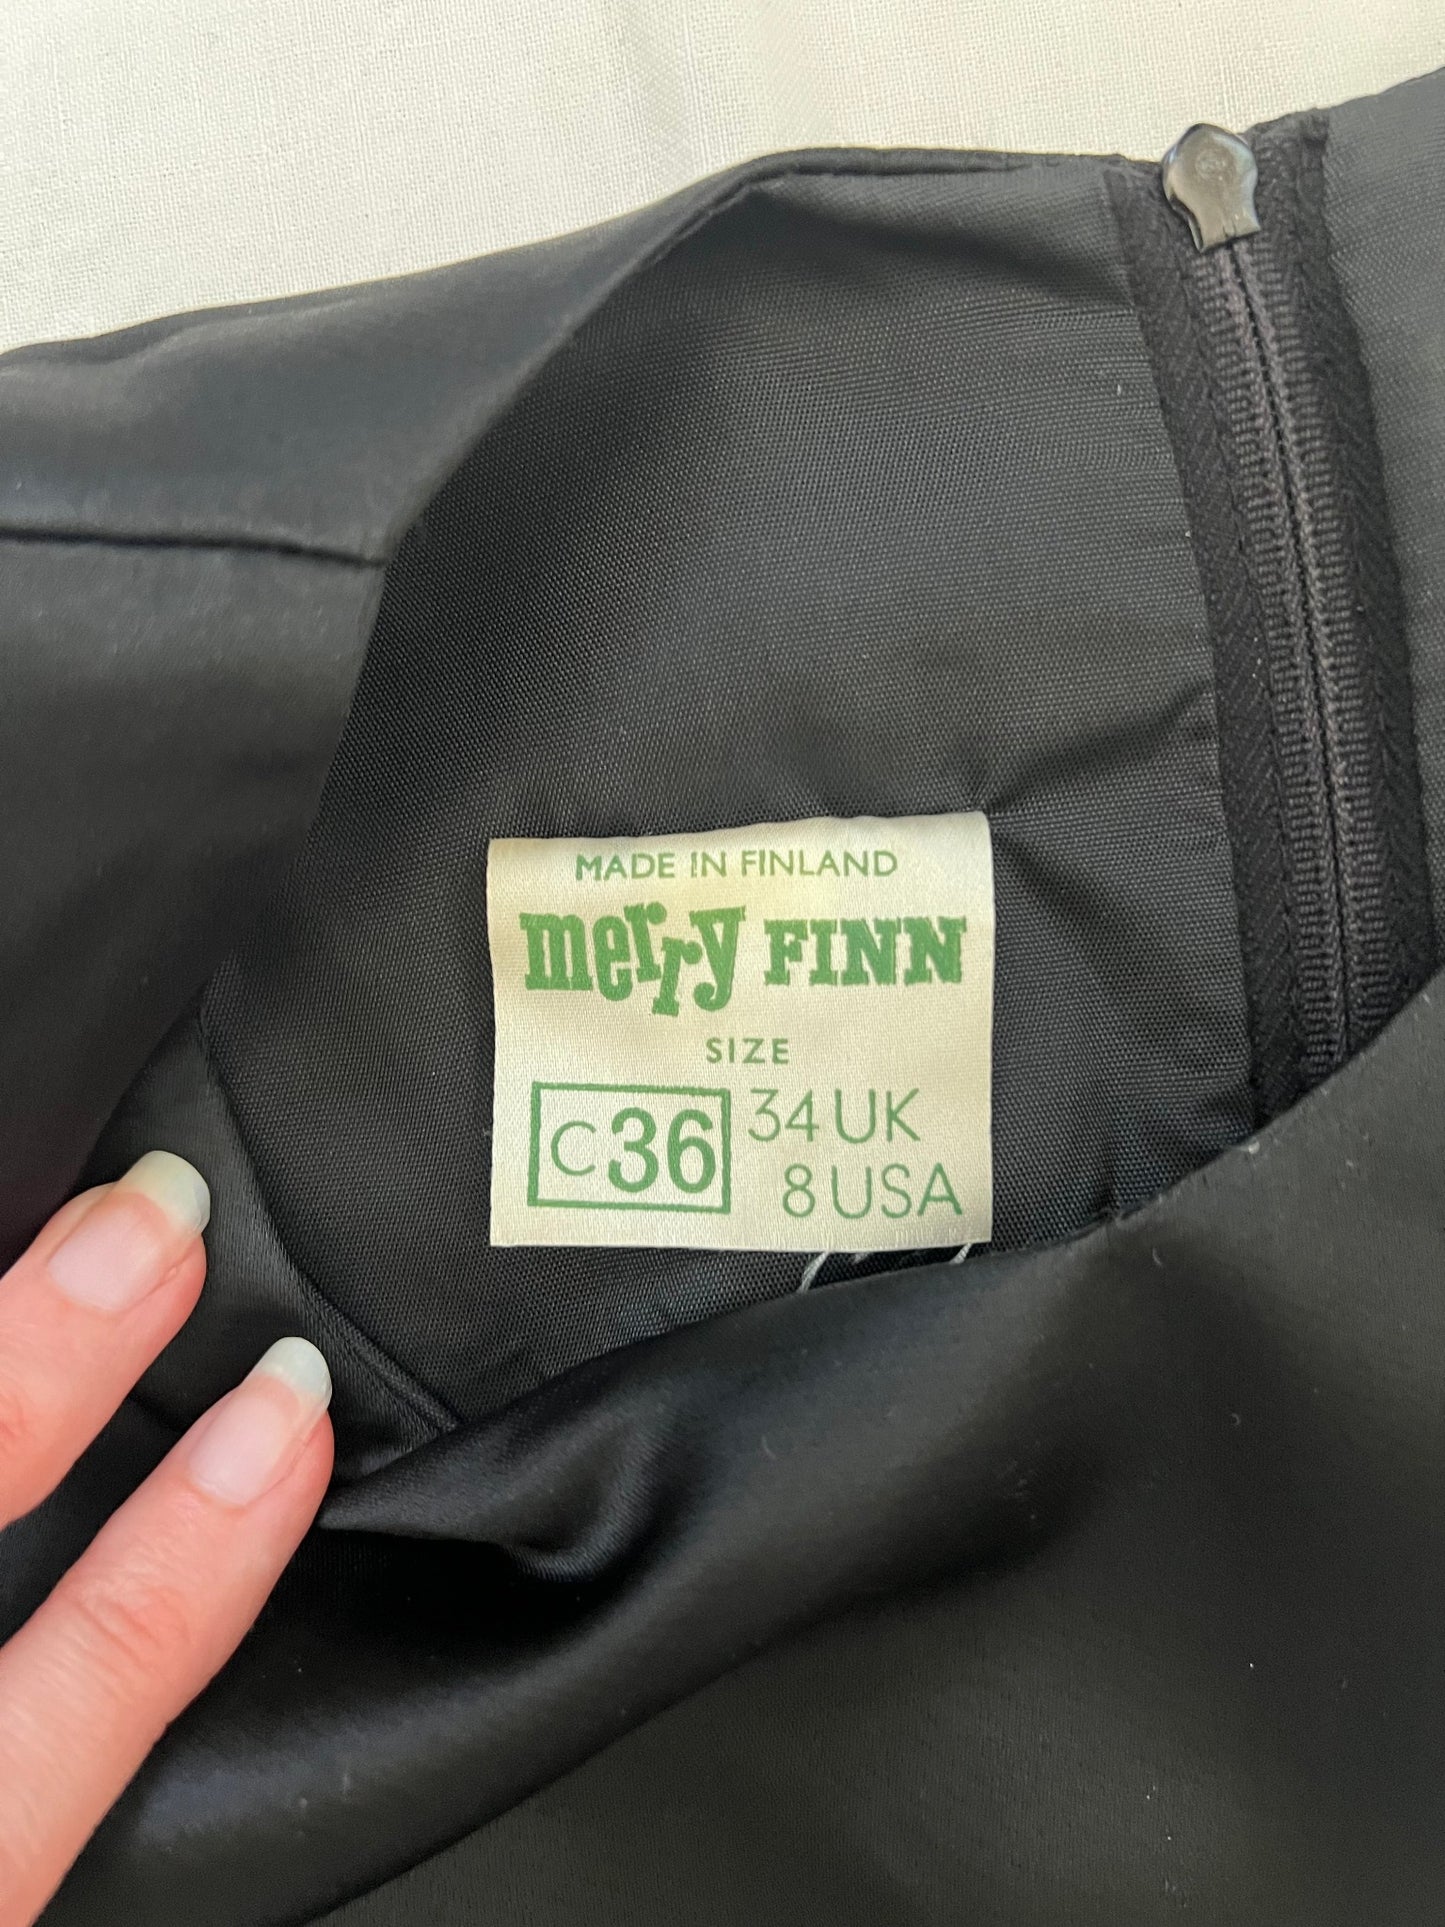 MADE IN FINLAND
merry FINN
SIZE
C36 34 UK
8 USA